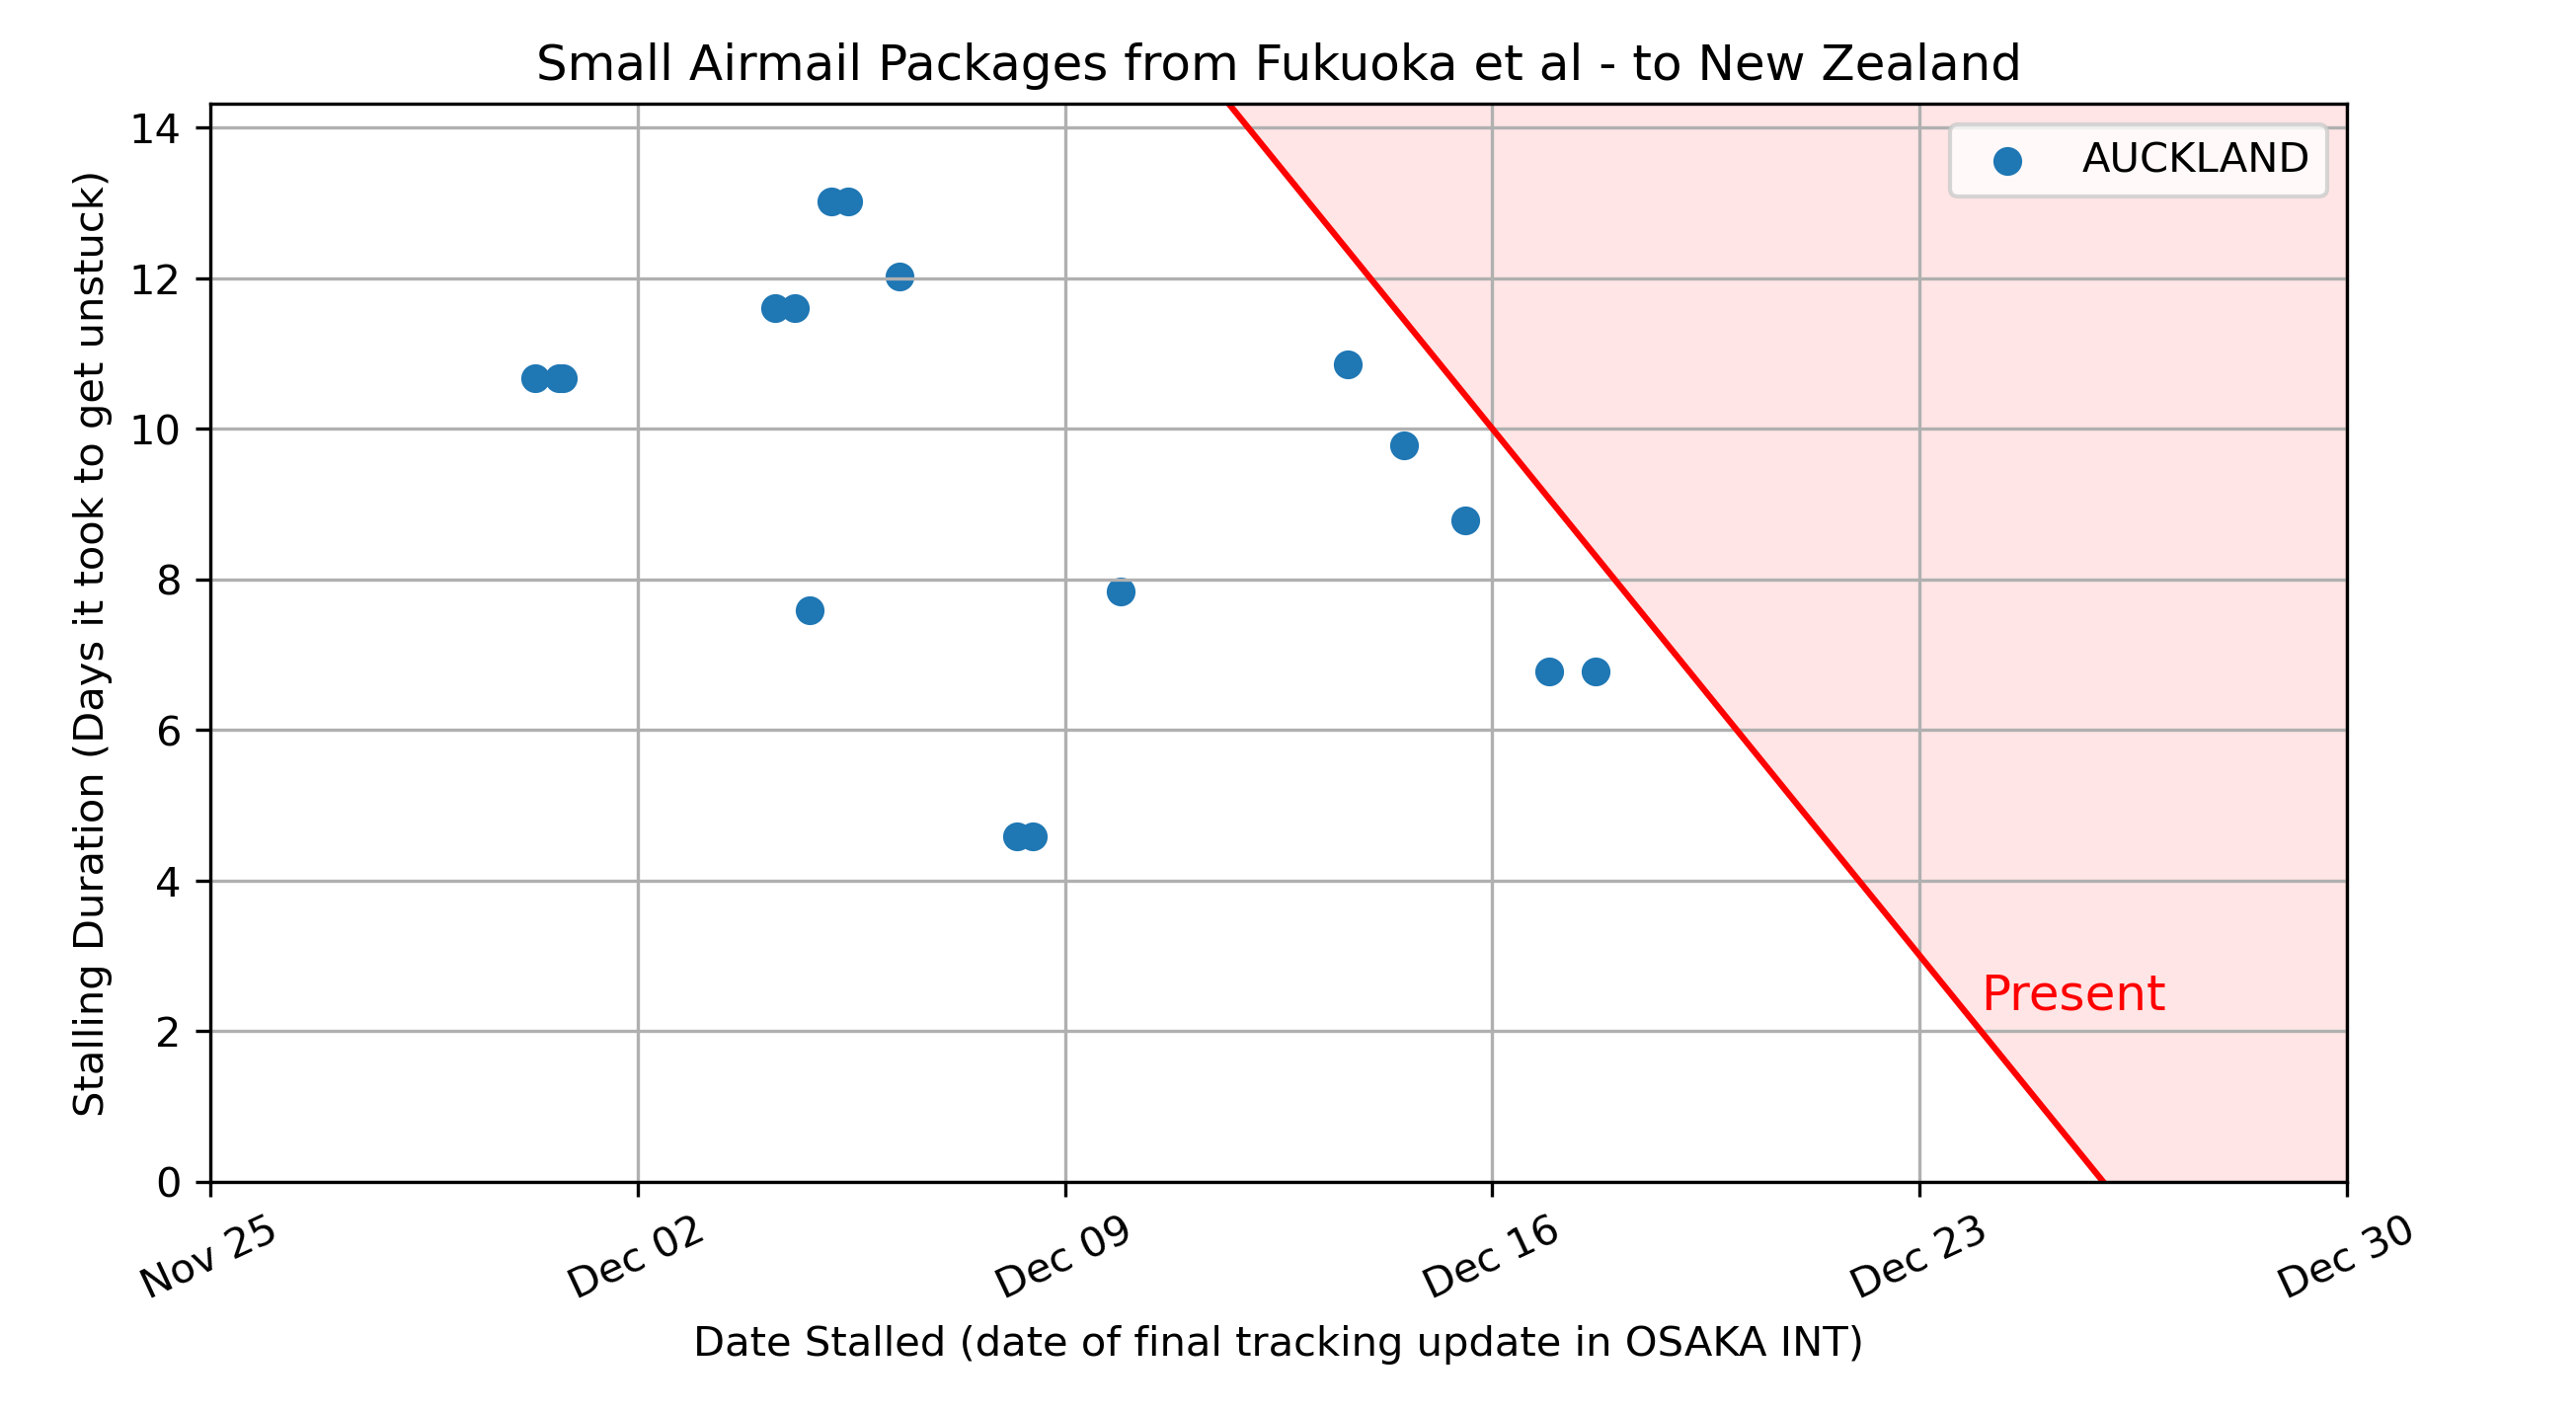 Small Airmail Packages from Fukuoka et al - to New Zealand
AUCKLAND
Stalling Duration (Days it took to get unstuck)
14
12
10
8
6
4
2
0
Present
Nov 25
Dec 02
Dec 09
Dec 16
Dec 23
Dec 30
Date Stalled (date of final tracking update in OSAKA INT)